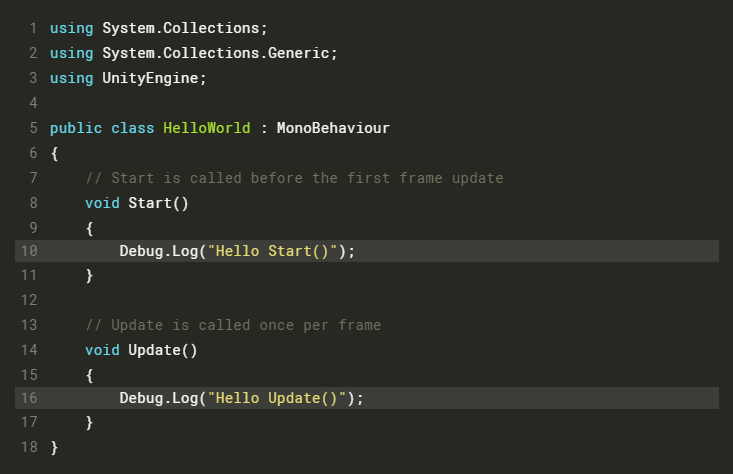 1 using System.Collections;
2 using System.Collections.Generic;
3 using UnityEngine;
4
5 public class HelloWorld : MonoBehaviour
6 {
7     // Start is called before the first frame update
8     void Start()
9     {
10         Debug.Log("Hello Start()");
11     }
12
13     // Update is called once per frame
14     void Update()
15     {
16         Debug.Log("Hello Update()");
17     }
18 }